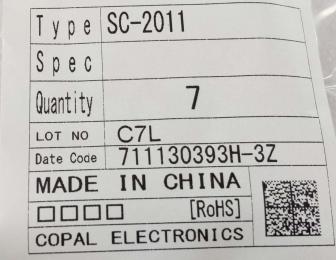 Type SC-2011
Spec
Quantity 7
LOT NO C7L
Date Code 711130393H-3Z
MADE IN CHINA
□□□□ [RoHS]
COPAL ELECTRONICS